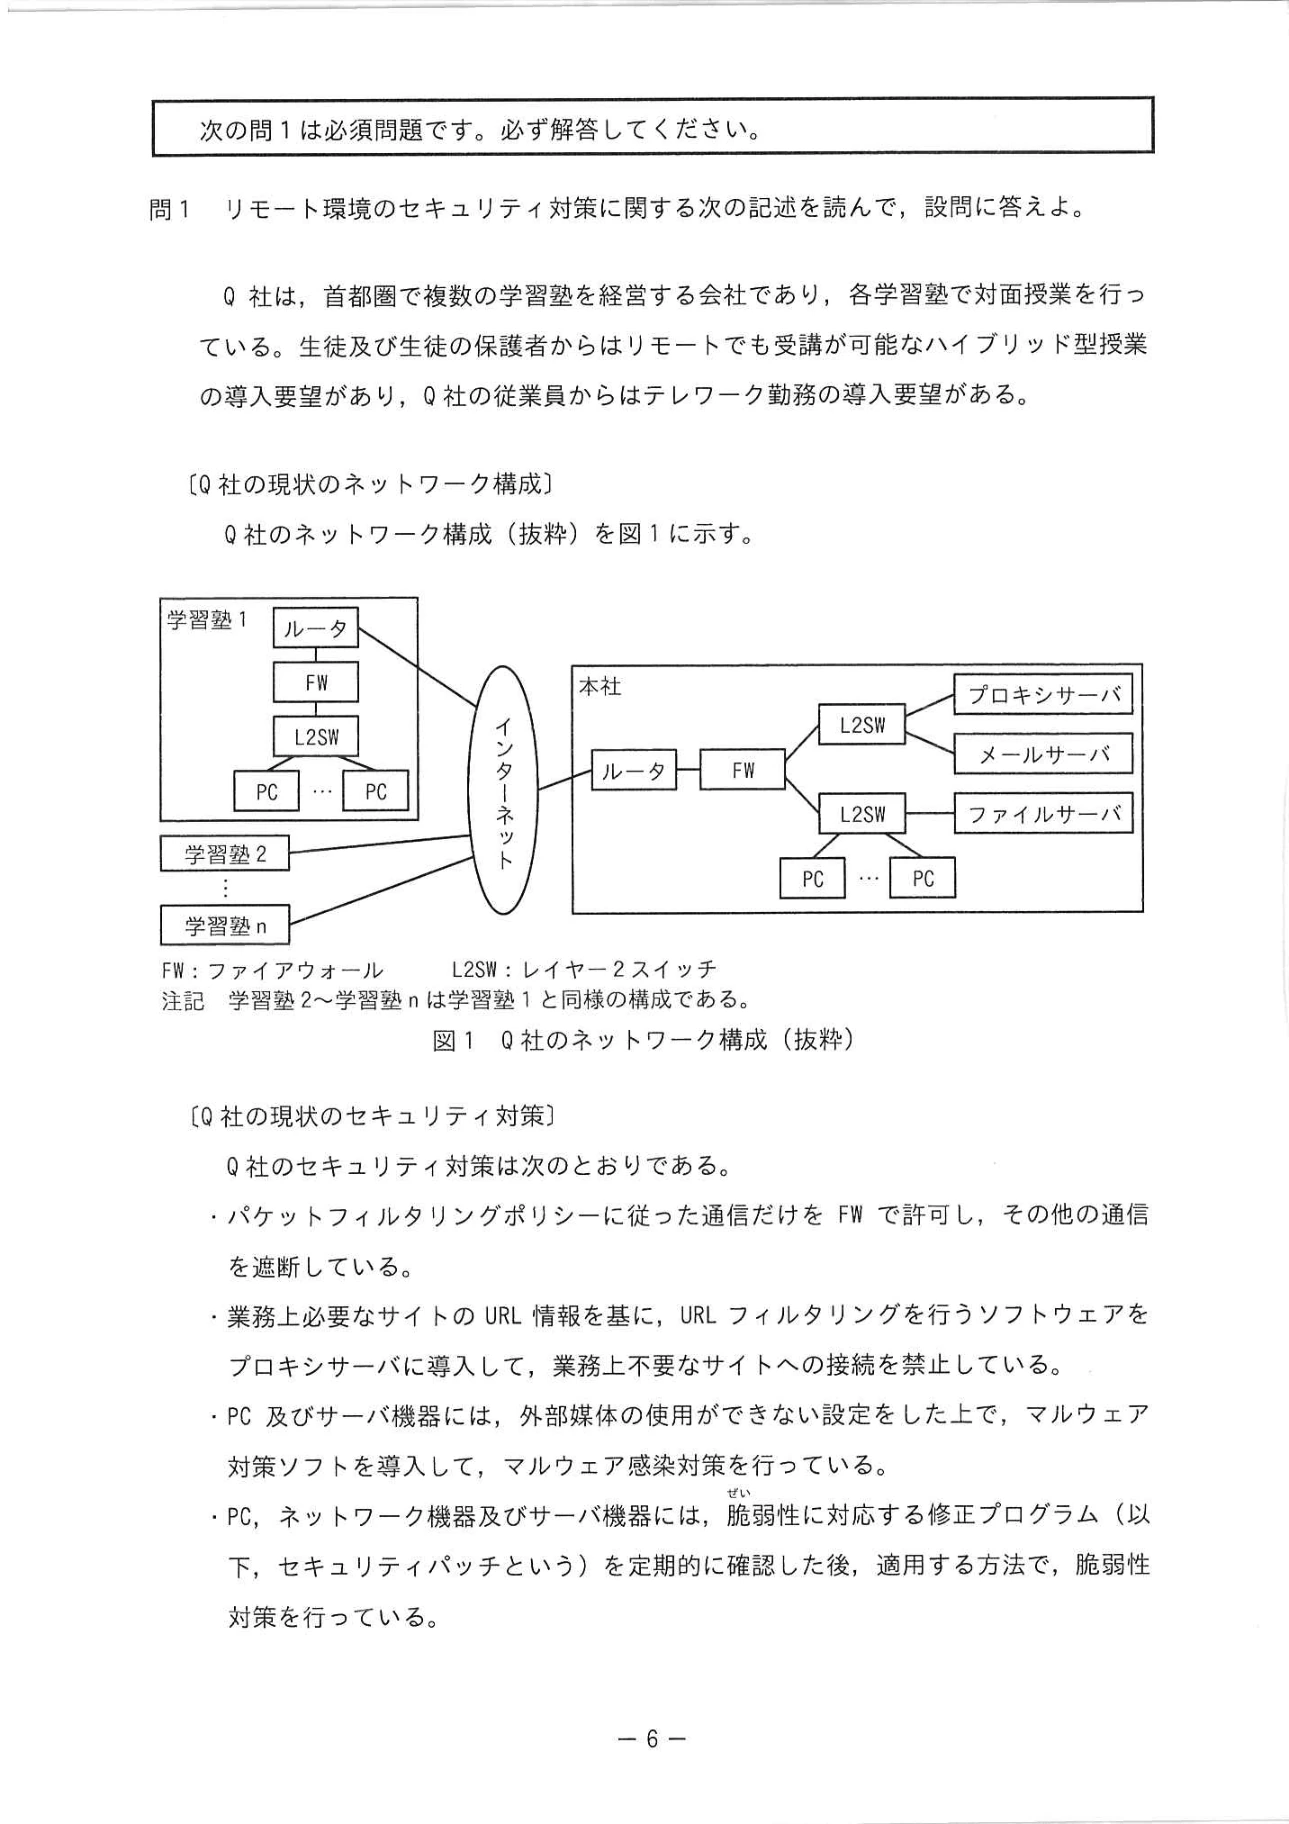 次の問1は必須問題です。必ず解答してください。
問1　リモート環境のセキュリティ対策に関する次の記述を読んで，設問に答えよ。
Q 社は，首都圏で複数の学習塾を経営する会社であり，各学習塾で対面授業を行っ
ている。生徒及び生徒の保護者からはリモートでも受講が可能なハイブリッド型授業
の導入要望があり，Q 社の従業員からはテレワーク勤務の導入要望がある。
〔Q 社の現状のネットワーク構成〕
Q 社のネットワーク構成（抜粋）を図1に示す。
学習塾1
ルータ
FW
L2SW
PC … PC
学習塾2
⋮
学習塾n
インターネット
本社
ルータ
FW
L2SW
プロキシサーバ
メールサーバ
L2SW
ファイルサーバ
PC … PC
FW：ファイアウォール　　L2SW：レイヤー2スイッチ
注記　学習塾2～学習塾nは学習塾1と同様の構成である。
図1　Q 社のネットワーク構成（抜粋）
〔Q 社の現状のセキュリティ対策〕
Q 社のセキュリティ対策は次のとおりである。
・パケットフィルタリングポリシーに従った通信だけを FW で許可し，その他の通信
を遮断している。
・業務上必要なサイトの URL 情報を基に，URL フィルタリングを行うソフトウェアを
プロキシサーバに導入して，業務上不要なサイトへの接続を禁止している。
・PC 及びサーバ機器には，外部媒体の使用ができない設定をした上で，マルウェア
対策ソフトを導入して，マルウェア感染対策を行っている。
ぜい
・PC，ネットワーク機器及びサーバ機器には，脆弱性に対応する修正プログラム（以
下，セキュリティパッチという）を定期的に確認した後，適用する方法で，脆弱性
対策を行っている。
－ 6 －